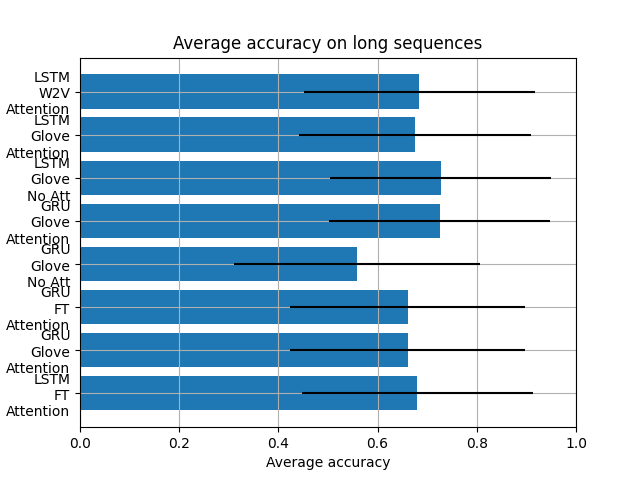 Average accuracy on long sequences
LSTM
W2V
Attention
LSTM
Glove
Attention
LSTM
Glove
No Att
GRU
Glove
Attention
GRU
Glove
No Att
GRU
FT
Attention
GRU
Glove
Attention
LSTM
FT
Attention
0.0 0.2 0.4 0.6 0.8 1.0
Average accuracy